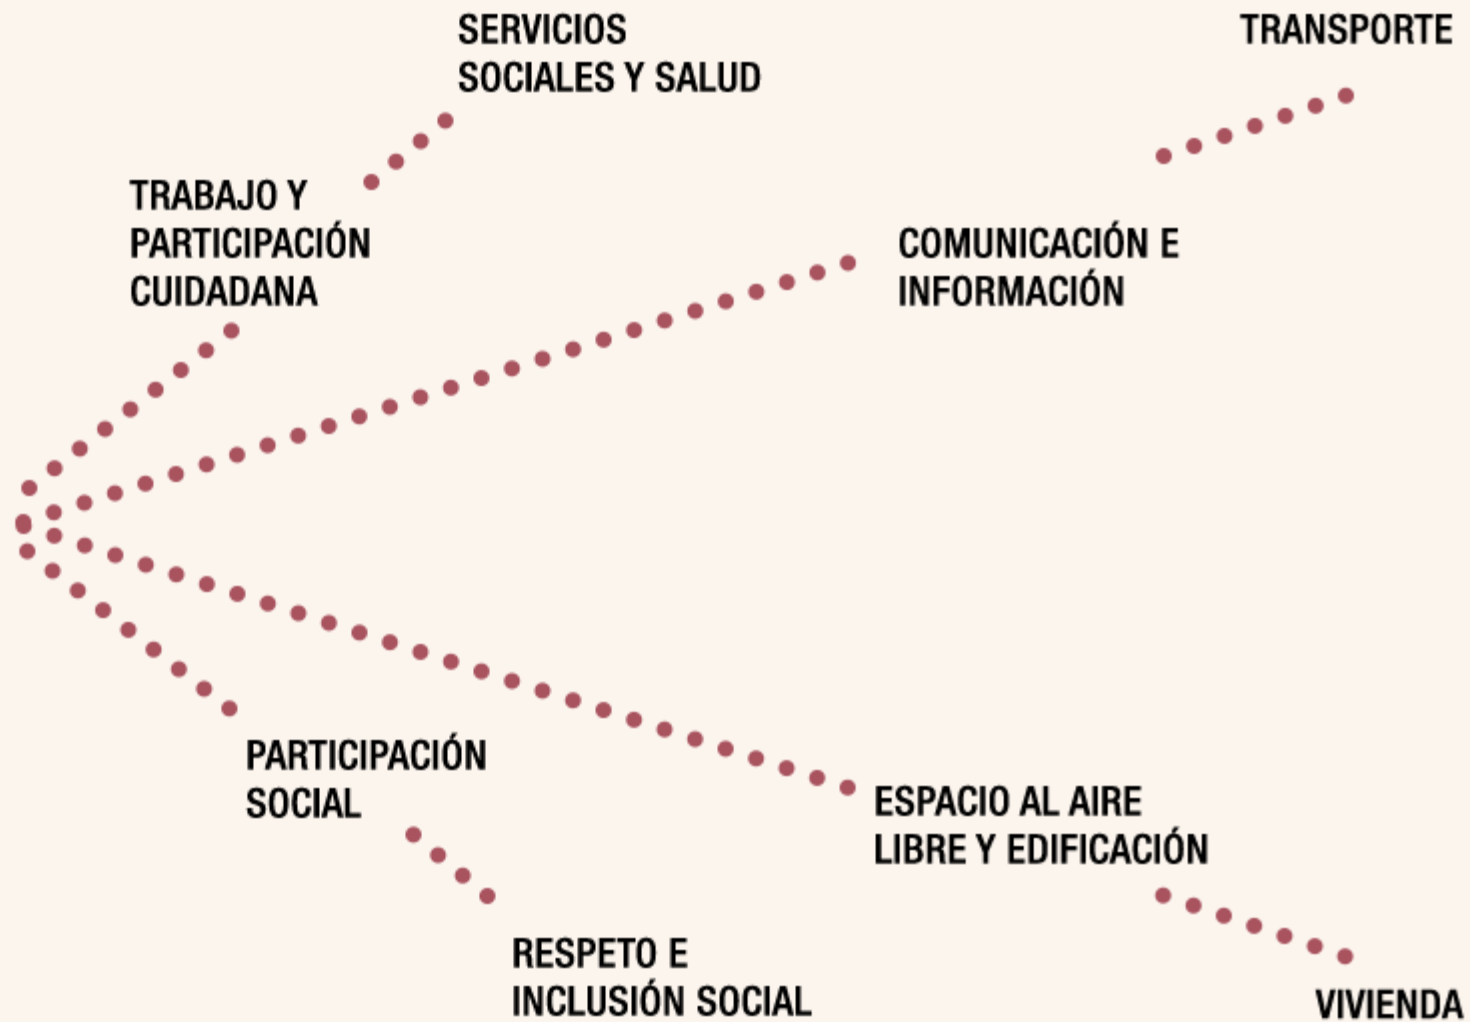 SERVICIOS
SOCIALES Y SALUD
TRANSPORTE
TRABAJO Y
PARTICIPACIÓN
CUIDADANA
COMUNICACIÓN E
INFORMACIÓN
PARTICIPACIÓN
SOCIAL
ESPACIO AL AIRE
LIBRE Y EDIFICACIÓN
RESPETO E
INCLUSIÓN SOCIAL
VIVIENDA